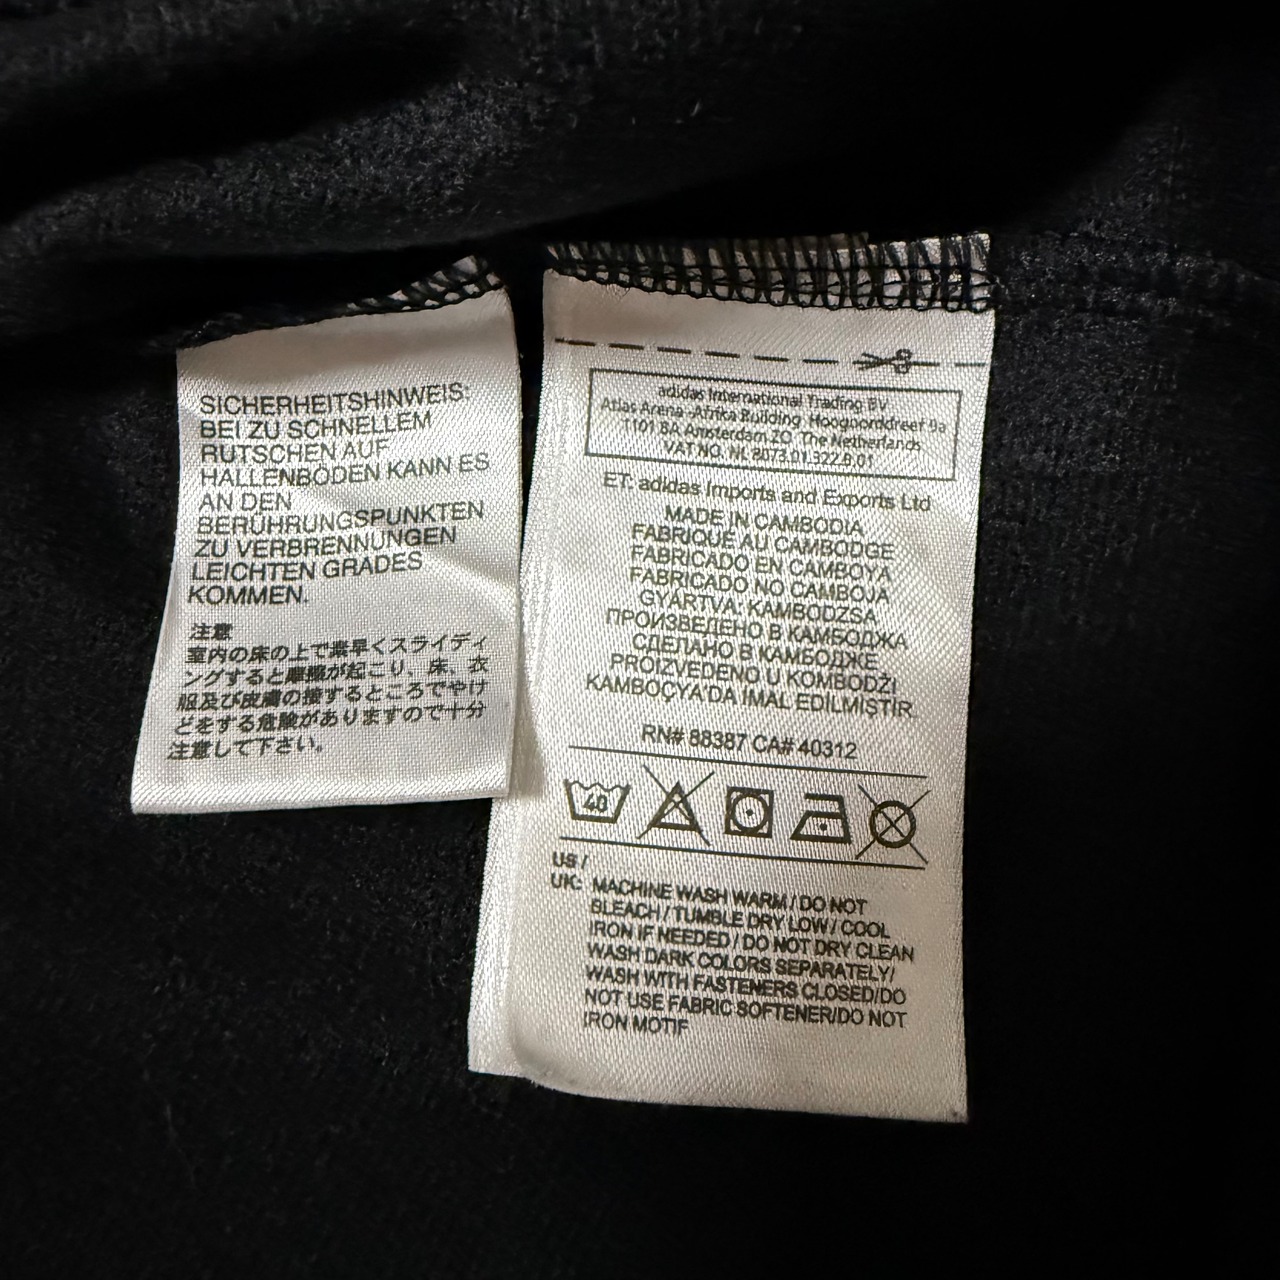 SICHERHEITSHINWEIS:
BEI ZU SCHNELLEM
RUTSCHEN AUF
HALLENBÖDEN KANN ES
AN DEN
BERÜHRUNGSPUNKTEN
ZU VERBRENNUNGEN
LEICHTEN GRADES
KOMMEN.
注意
室内の床の上で素早くスライディ
ングすると摩擦が起こり、床、衣
服及び皮膚の接するところでやけ
どをする危険がありますので十分
注意して下さい。
adidas International Trading BV
Atlas Arena -Afrika Building Hoogoorddreef 9a
1101 BA Amsterdam ZO The Netherlands
VAT NO. NL 8073.01.322.B.01
ET: adidas Imports and Exports Ltd
MADE IN CAMBODIA
FABRIQUÉ AU CAMBODGE
FABRICADO EN CAMBOYA
FABRICADO NO CAMBOJA
GYÁRTVA: KAMBODZSA
ПРОИЗВЕДЕНО В КАМБОДЖА
СДЕЛАНО В КАМБОДЖЕ
PROIZVEDENO U KOMBODŽI
KAMBOÇYA'DA İMAL EDİLMİŞTİR
RN# 88387 CA# 40312
40
US /
UK: MACHINE WASH WARM / DO NOT
BLEACH / TUMBLE DRY LOW / COOL
IRON IF NEEDED / DO NOT DRY CLEAN
WASH DARK COLORS SEPARATELY/
WASH WITH FASTENERS CLOSED/DO
NOT USE FABRIC SOFTENER/DO NOT
IRON MOTIF